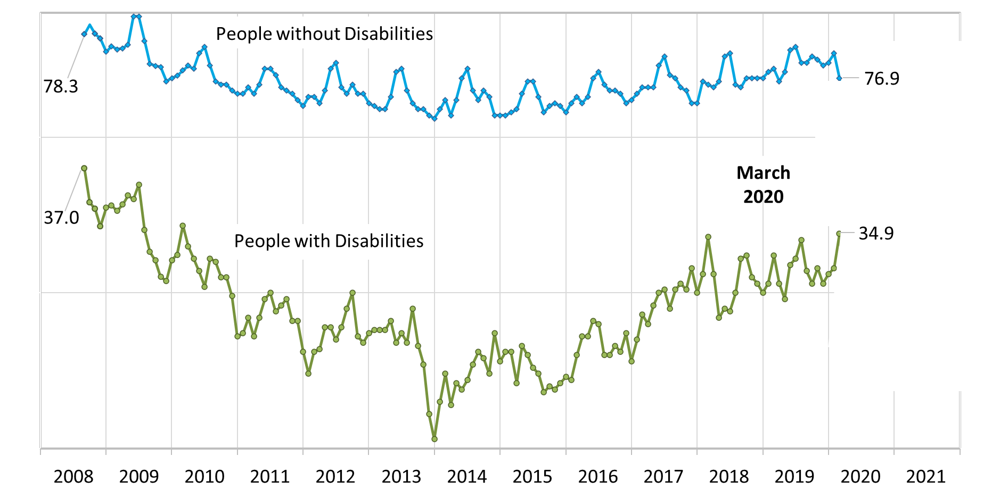 People without Disabilities
78.3
76.9
March
2020
37.0
34.9
People with Disabilities
2008 2009 2010 2011 2012 2013 2014 2015 2016 2017 2018 2019 2020 2021